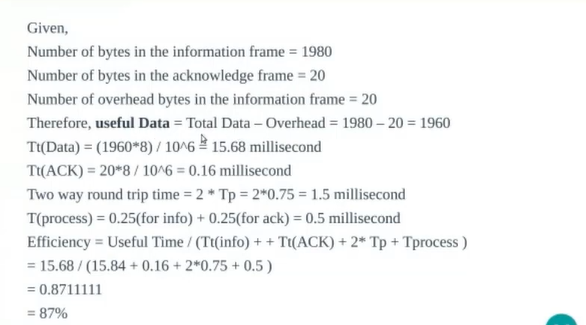 Given,
Number of bytes in the information frame = 1980
Number of bytes in the acknowledge frame = 20
Number of overhead bytes in the information frame = 20
Therefore, useful Data = Total Data – Overhead = 1980 – 20 = 1960
Tt(Data) = (1960*8) / 10^6 = 15.68 millisecond
Tt(ACK) = 20*8 / 10^6 = 0.16 millisecond
Two way round trip time = 2 * Tp = 2*0.75 = 1.5 millisecond
T(process) = 0.25(for info) + 0.25(for ack) = 0.5 millisecond
Efficiency = Useful Time / (Tt(info) + + Tt(ACK) + 2* Tp + Tprocess )
= 15.68 / (15.84 + 0.16 + 2*0.75 + 0.5 )
= 0.8711111
= 87%